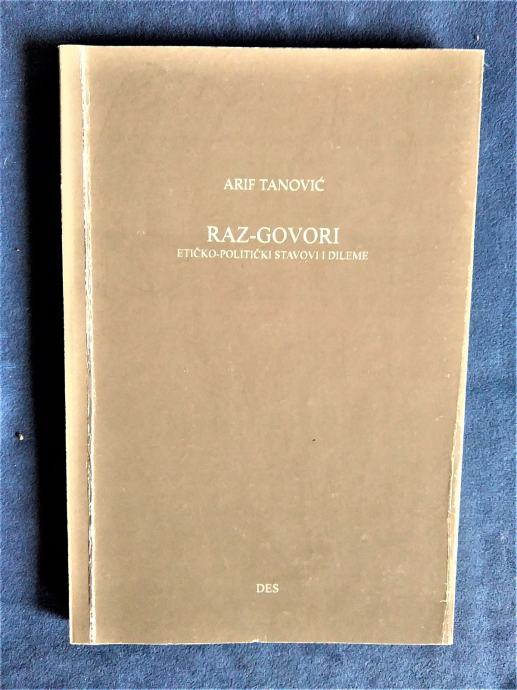 ARIF TANOVIĆ
RAZ-GOVORI
ETIČKO-POLITIČKI STAVOVI I DILEME
DES